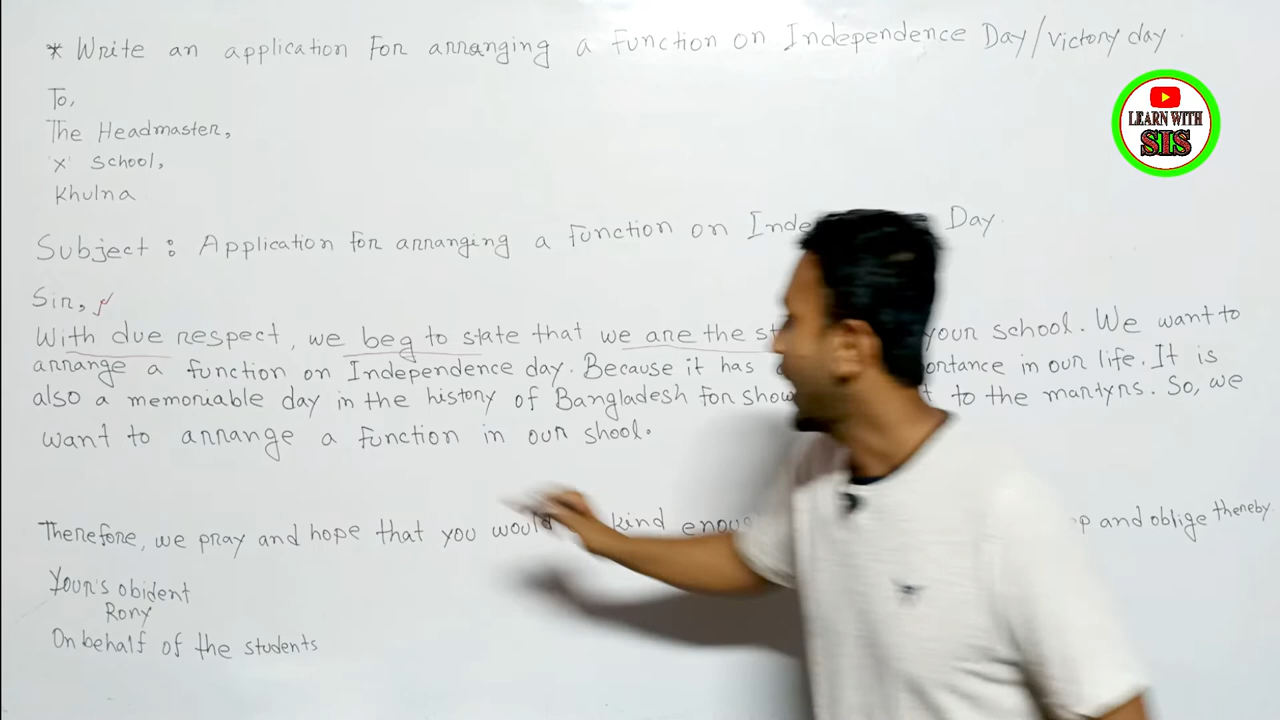 * Write an application For arranging a Function on Independence Day/victory day.
To,
The Headmaster,
'X' School,
Khulna
LEARN WITH
SIS
Subject : Application for arranging a function on Day.
Sir,
With due respect, we beg to state that we are the your school. We want to
arrange a function on Independence day. Because it has in our life. It is
also a memoriable day in the history of Bangladesh for to the martyrs. So, we
want to arrange a function in our shool.
Therefore, we pray and hope that you would kind and oblige thereby.
Your's obident
Rony
On behalf of the students